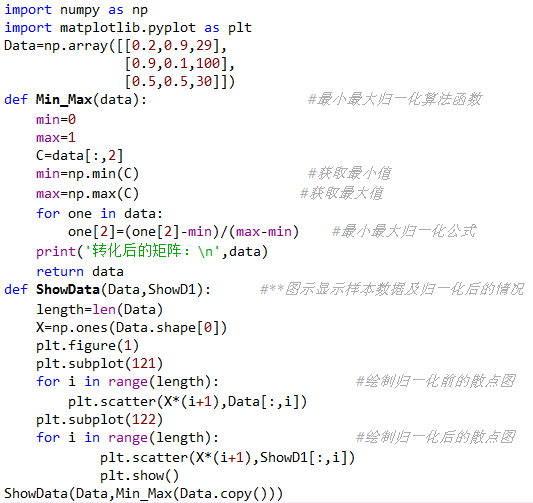 import numpy as np
import matplotlib.pyplot as plt
Data=np.array([[0.2,0.9,29],
               [0.9,0.1,100],
               [0.5,0.5,30]])
def Min_Max(data):                    #最小最大归一化算法函数
    min=0
    max=1
    C=data[:,2]
    min=np.min(C)                     #获取最小值
    max=np.max(C)                    #获取最大值
    for one in data:
        one[2]=(one[2]-min)/(max-min)    #最小最大归一化公式
    print('转化后的矩阵：\n',data)
    return data
def ShowData(Data,ShowD1):      #**图示显示样本数据及归一化后的情况
    length=len(Data)
    X=np.ones(Data.shape[0])
    plt.figure(1)
    plt.subplot(121)
    for i in range(length):                 #绘制归一化前的散点图
        plt.scatter(X*(i+1),Data[:,i])
    plt.subplot(122)
    for i in range(length):                 #绘制归一化后的散点图
            plt.scatter(X*(i+1),ShowD1[:,i])
            plt.show()
ShowData(Data,Min_Max(Data.copy()))